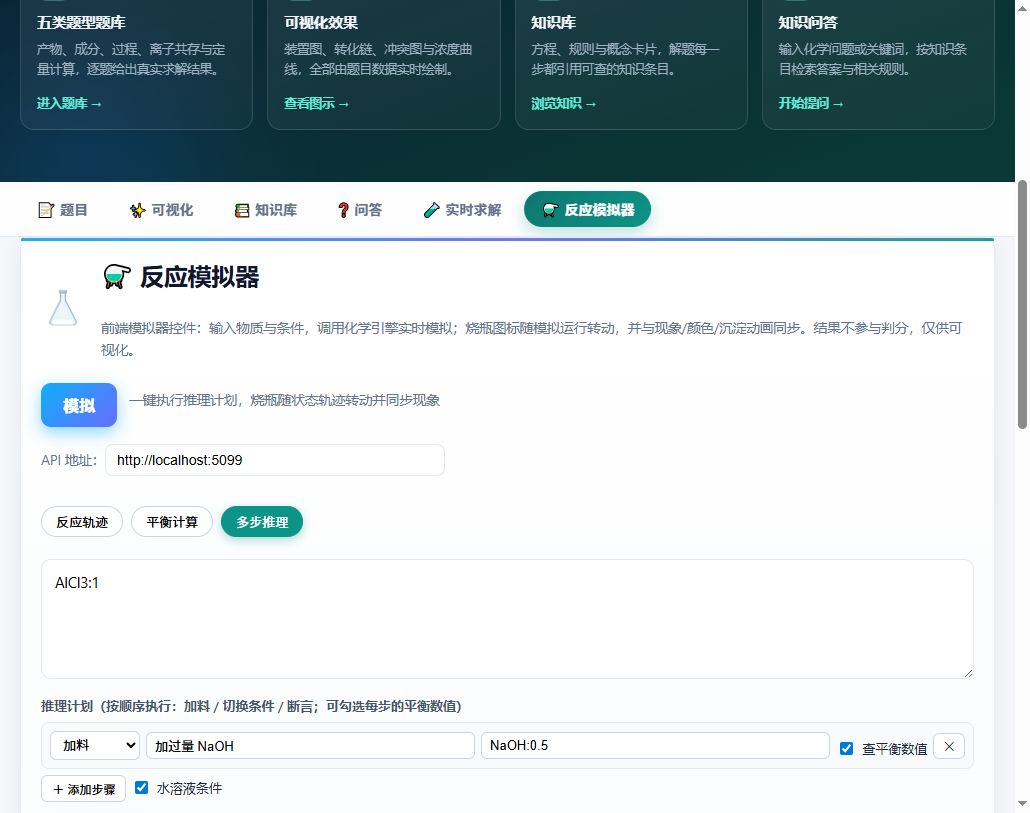 五类题型题库
产物、成分、过程、离子共存与定
量计算，逐题给出真实求解结果。
进入题库 →
可视化效果
装置图、转化链、冲突图与浓度曲
线，全部由题目数据实时绘制。
查看图示 →
知识库
方程、规则与概念卡片，解题每一
步都引用可查的知识条目。
浏览知识 →
知识问答
输入化学问题或关键词，按知识条
目检索答案与相关规则。
开始提问 →
题目
可视化
知识库
问答
实时求解
反应模拟器
反应模拟器
前端模拟器控件：输入物质与条件，调用化学引擎实时模拟；烧瓶图标随模拟运行转动，并与现象/颜色/沉淀动画同步。结果不参与判分，仅供可
视化。
模拟
一键执行推理计划，烧瓶随状态轨迹转动并同步现象
API 地址：
http://localhost:5099
反应轨迹
平衡计算
多步推理
AlCl3:1
推理计划（按顺序执行：加料 / 切换条件 / 断言；可勾选每步的平衡数值）
加料
加过量 NaOH
NaOH:0.5
查平衡数值
×
＋ 添加步骤
水溶液条件